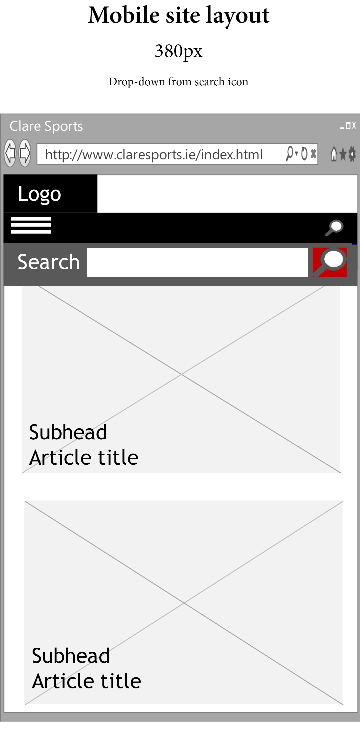 Mobile site layout
380px
Drop-down from search icon
Clare Sports
http://www.claresports.ie/index.html
Logo
Search
Subhead
Article title
Subhead
Article title